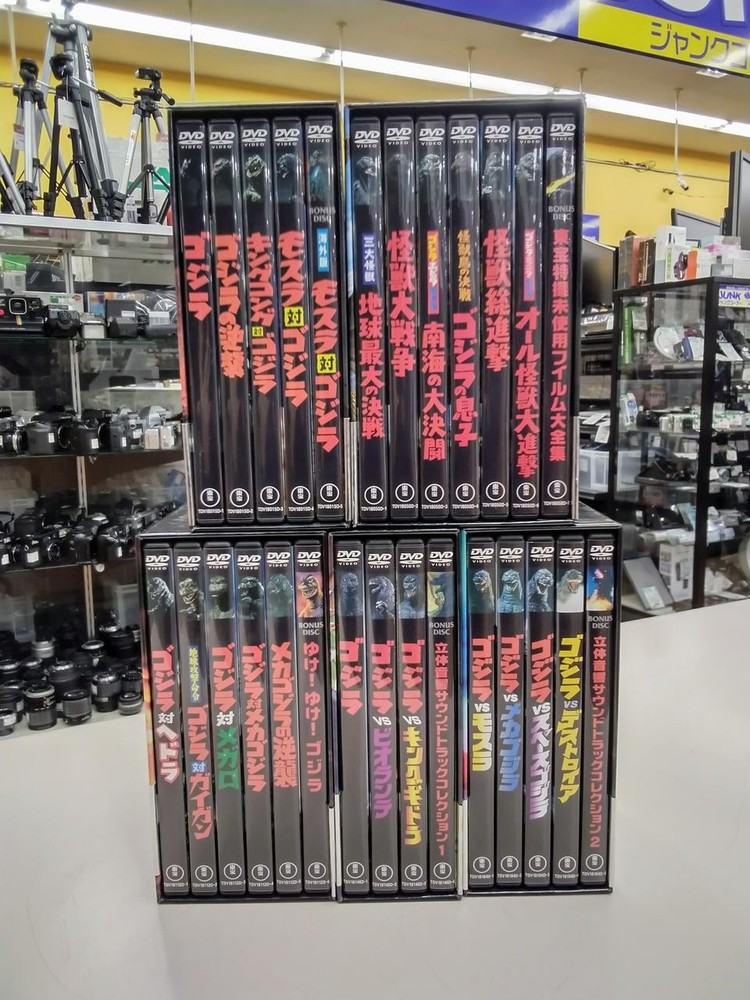 ジャンクコ
DVD
VIDEO
ゴジラ
DVD
VIDEO
ゴジラの逆襲
DVD
VIDEO
キングコング対ゴジラ
DVD
VIDEO
モスラ対ゴジラ
DVD
VIDEO
BONUS
DISC
海外版
モスラ対ゴジラ
DVD
VIDEO
三大怪獣
地球最大の決戦
DVD
VIDEO
怪獣大戦争
DVD
VIDEO
南海の大決闘
DVD
VIDEO
怪獣島の決戦
ゴジラの息子
DVD
VIDEO
怪獣総進撃
DVD
VIDEO
オール怪獣大進撃
DVD
VIDEO
BONUS
DISC
東宝特撮未使用フイルム大全集
DVD
VIDEO
ゴジラ対ヘドラ
DVD
VIDEO
地球攻撃命令
ゴジラ対ガイガン
DVD
VIDEO
ゴジラ対メガロ
DVD
VIDEO
ゴジラ対メカゴジラ
DVD
VIDEO
メカゴジラの逆襲
DVD
VIDEO
BONUS
DISC
ゆけ!ゆけ!ゴジラ
DVD
VIDEO
ゴジラ
DVD
VIDEO
ゴジラVSビオランテ
DVD
VIDEO
ゴジラVSキングギドラ
DVD
VIDEO
BONUS
DISC
立体音響サウンドトラックコレクション1
DVD
VIDEO
ゴジラVSモスラ
DVD
VIDEO
ゴジラVSメカゴジラ
DVD
VIDEO
ゴジラVSスペースゴジラ
DVD
VIDEO
ゴジラVSデストロイア
DVD
VIDEO
BONUS
DISC
立体音響サウンドトラックコレクション2